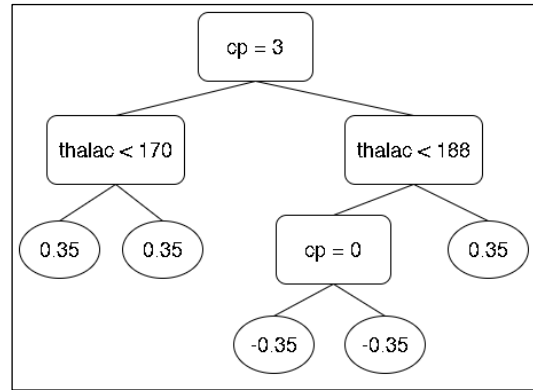 cp = 3
thalac < 170
thalac < 188
0.35
0.35
cp = 0
0.35
-0.35
-0.35